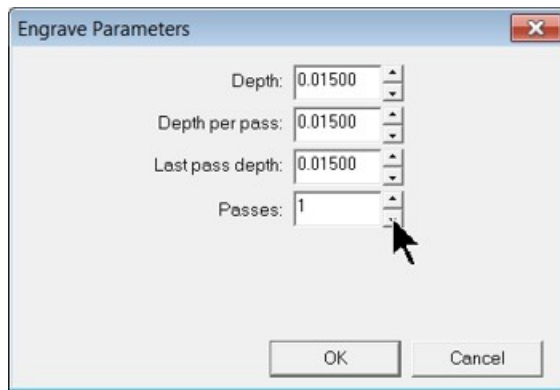 Engrave Parameters
Depth: 0.01500
Depth per pass: 0.01500
Last pass depth: 0.01500
Passes: 1
OK Cancel